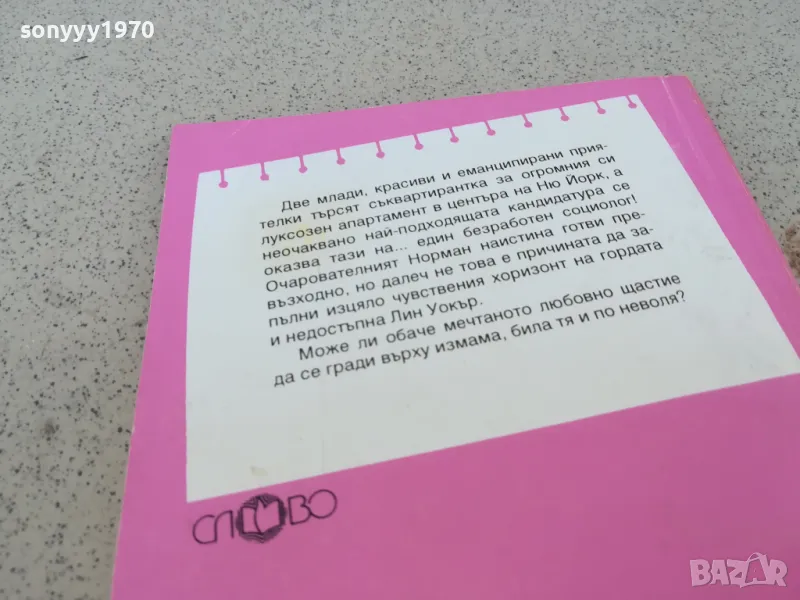 sonyyy1970
Две млади, красиви и еманципирани прия-
телки търсят съквартирантка за огромния си
луксозен апартамент в центъра на Ню Йорк, а
неочаквано най-подходящата кандидатура се
оказва тази на... един безработен социолог!
Очарователният Норман наистина готви пре-
възходно, но далеч не това е причината да за-
пълни изцяло чувствения хоризонт на гордата
и недостъпна Лин Уокър.
Може ли обаче мечтаното любовно щастие
да се гради върху измама, била тя и по неволя?
СЛОВО
BAZAR